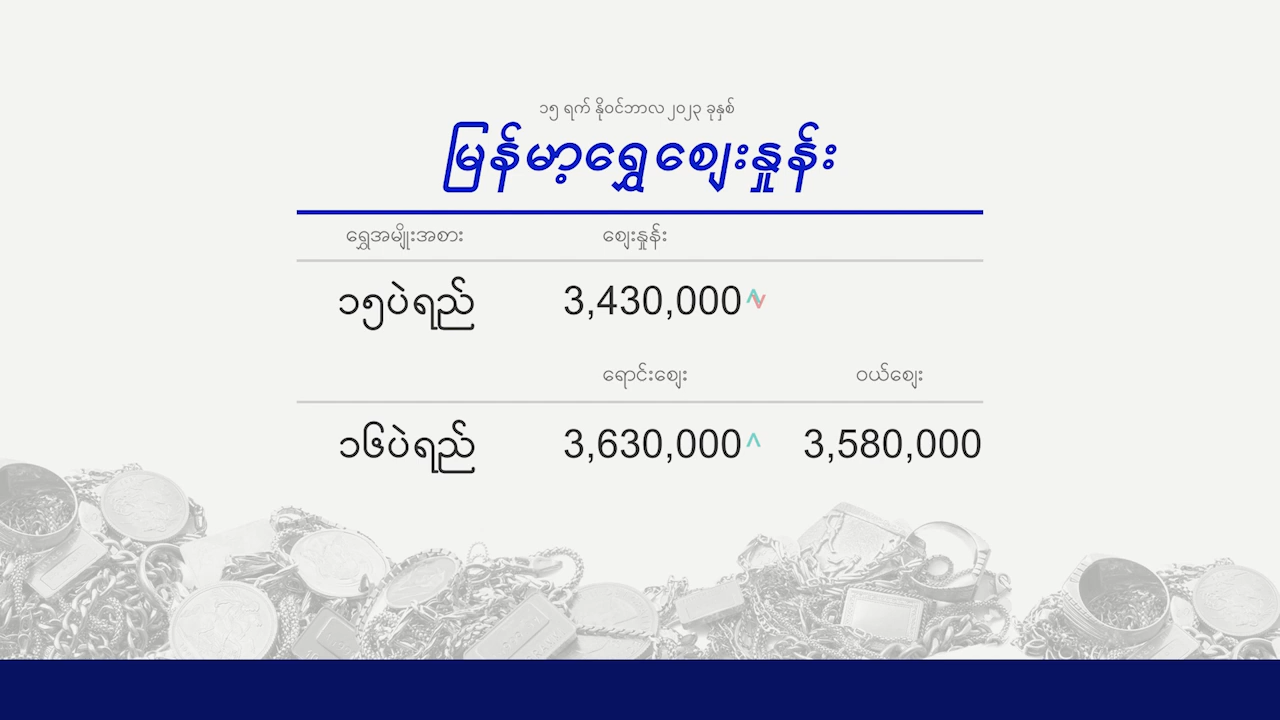 ၁၅ ရက် နိုဝင်ဘာလ ၂၀၂၃ ခုနှစ်
မြန်မာ့ရွှေဈေးနှုန်း
ရွှေအမျိုးအစား ဈေးနှုန်း
၁၅ပဲရည် 3,430,000
ရောင်းဈေး ဝယ်ဈေး
၁၆ပဲရည် 3,630,000 3,580,000